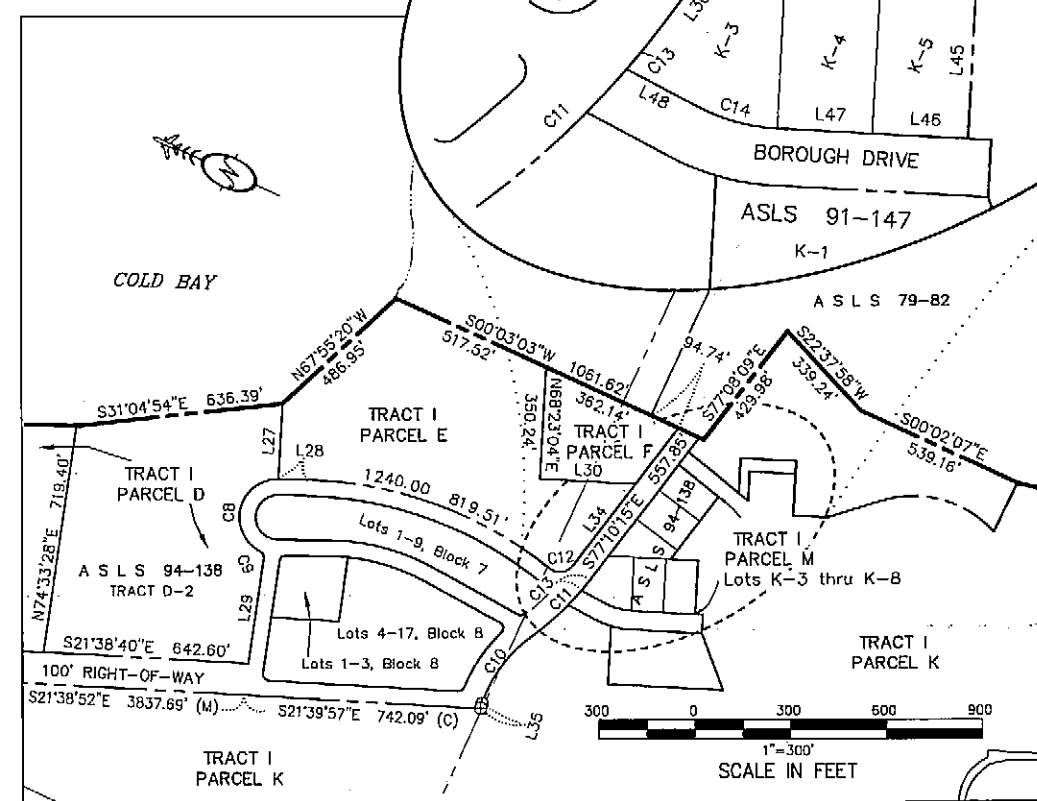 L30
K-3
K-4
K-5
L45
C13
L48
C14
L47
L46
C11
BOROUGH DRIVE
ASLS 91-147
K-1
N
COLD BAY
ASLS 79-82
N67°55'20"W
486.95'
S00°03'03"W
517.52'
1061.62'
362.14'
94.74'
S77°08'09"E
429.98'
S22°37'58"W
339.24'
S00°02'07"E
539.16'
S31°04'54"E 636.39'
L27
L28
TRACT I
PARCEL E
350.24'
N68°23'04"E
TRACT I
PARCEL F
L30
557.85'
S77°10'15"E
L34
TRACT I
PARCEL D
719.40'
N74°33'28"E
1240.00 819.51'
C8
C9
Lots 1-9, Block 7
ASLS 94-138
TRACT D-2
L29
C12
C13
C11
ASLS 94-138
TRACT I
PARCEL M
Lots K-3 thru K-8
Lots 4-17, Block 8
Lots 1-3, Block 8
S21°38'40"E 642.60'
100' RIGHT-OF-WAY
S21°38'52"E 3837.69' (M)
S21°39'57"E 742.09' (C)
C10
L35
TRACT I
PARCEL K
TRACT I
PARCEL K
300 0 300 600 900
1"=300'
SCALE IN FEET